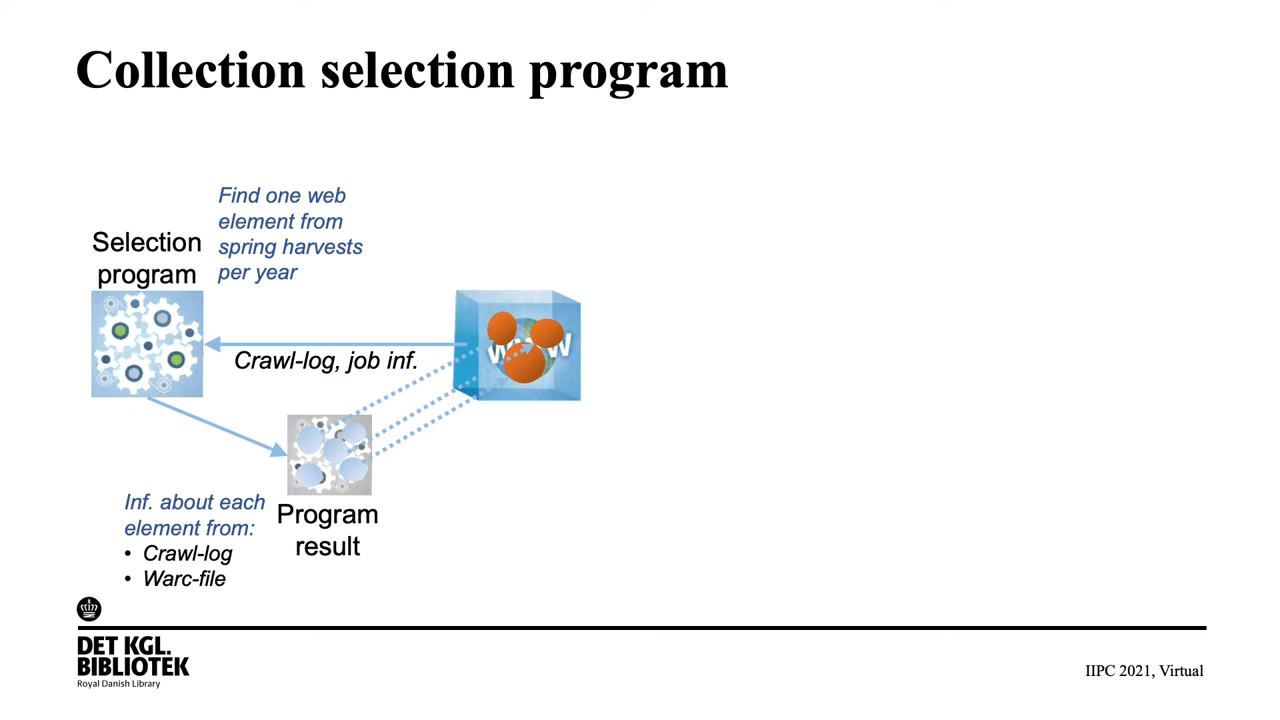 Collection selection program
Find one web
element from
spring harvests
per year
Selection
program
WWW
Crawl-log, job inf.
Inf. about each
element from:
• Crawl-log
• Warc-file
Program
result
DET KGL.
BIBLIOTEK
Royal Danish Library
IIPC 2021, Virtual